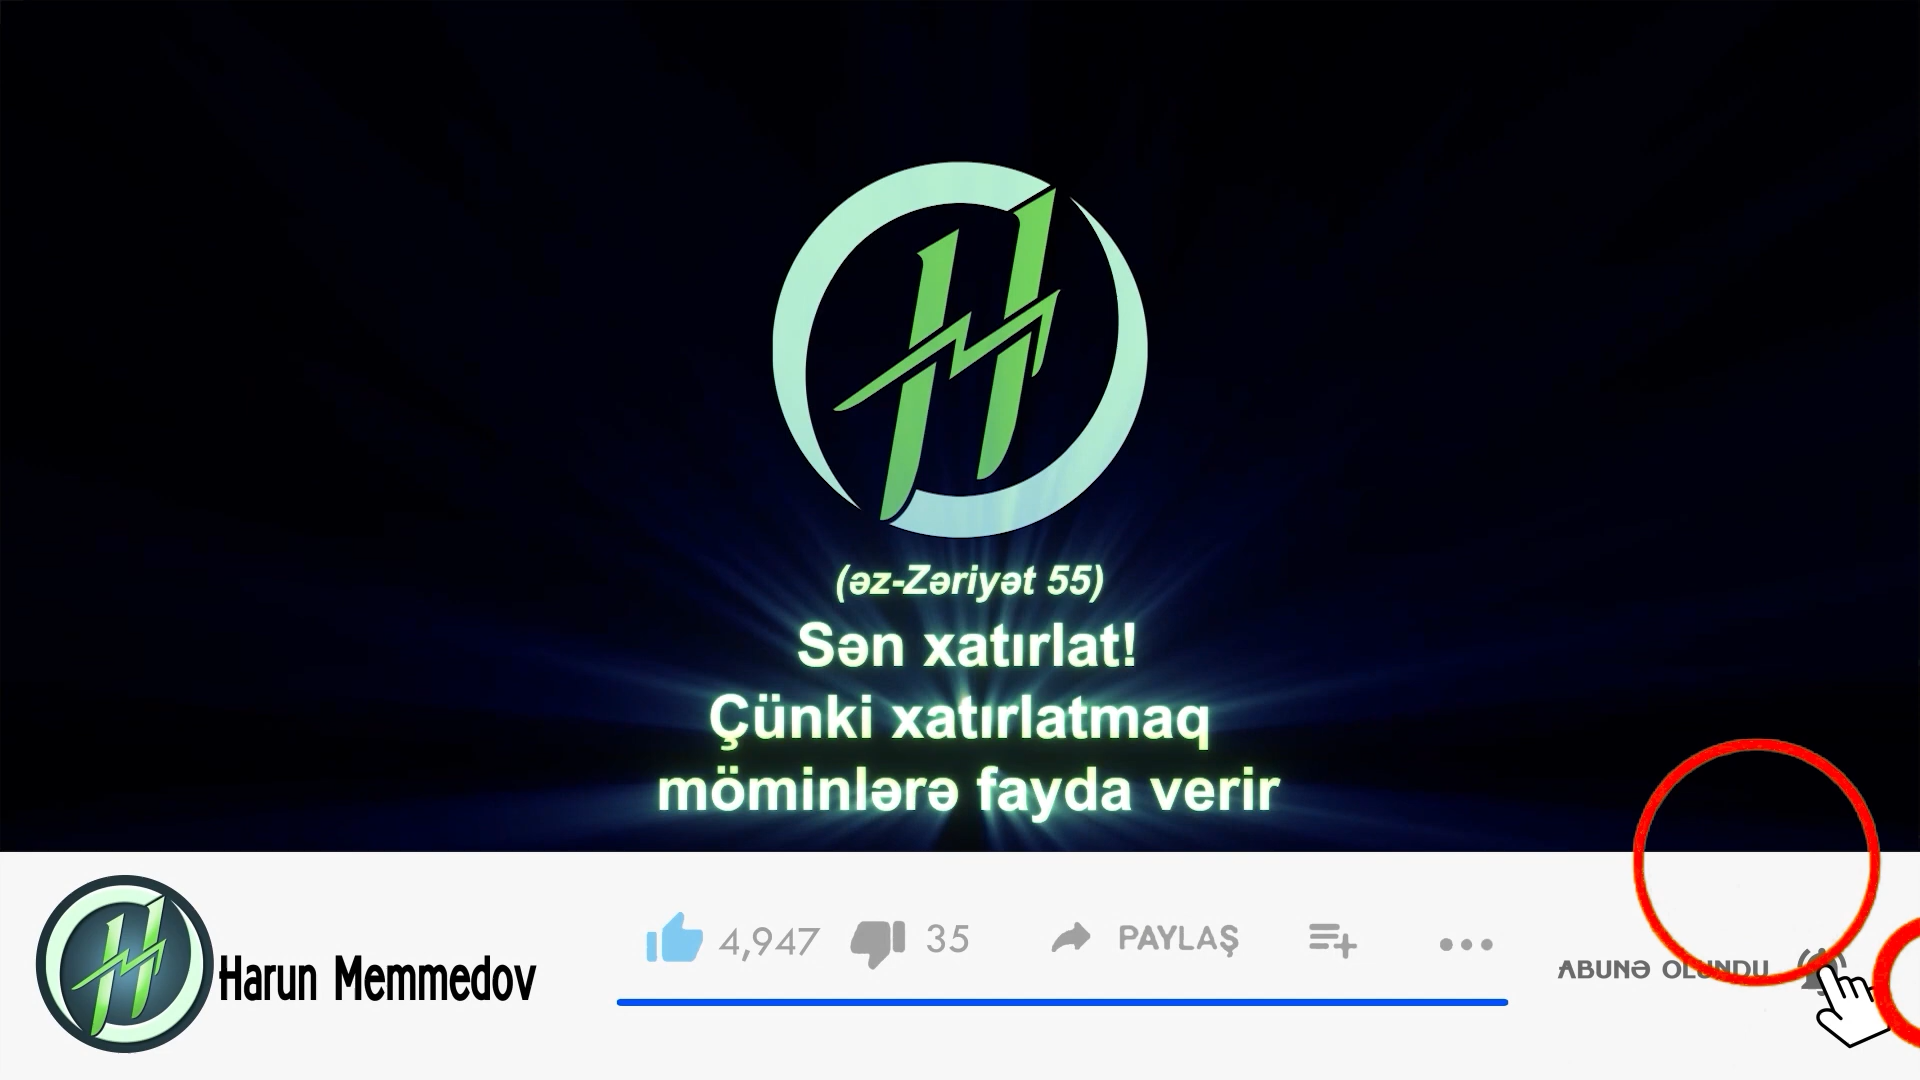 (əz-Zəriyət 55)
Sən xatırlat!
Çünki xatırlatmaq
möminlərə fayda verir
Harun Memmedov
4,947
35
PAYLAŞ
ABUNƏ OLUNDU